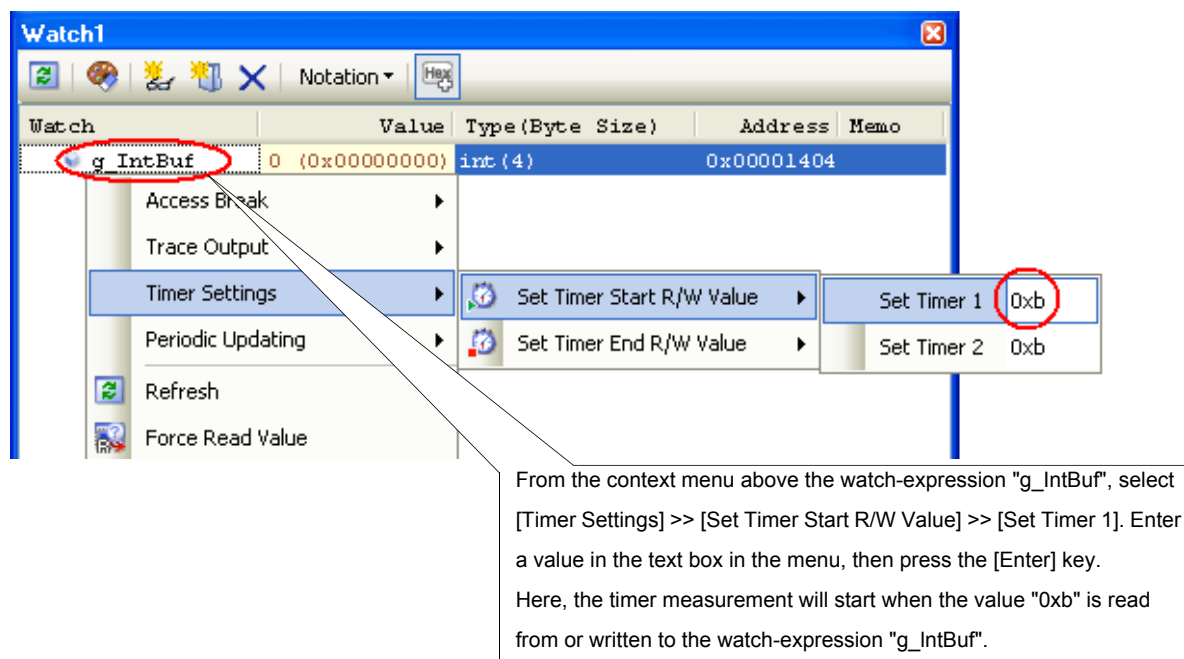 Watch1
Notation
Hex
Watch Value Type(Byte Size) Address Memo
g_IntBuf 0 (0x00000000) int(4) 0x00001404
Access Break
Trace Output
Timer Settings Set Timer Start R/W Value Set Timer 1 0xb
Periodic Updating Set Timer End R/W Value Set Timer 2 0xb
Refresh
Force Read Value
From the context menu above the watch-expression "g_IntBuf", select
[Timer Settings] >> [Set Timer Start R/W Value] >> [Set Timer 1]. Enter
a value in the text box in the menu, then press the [Enter] key.
Here, the timer measurement will start when the value "0xb" is read
from or written to the watch-expression "g_IntBuf".